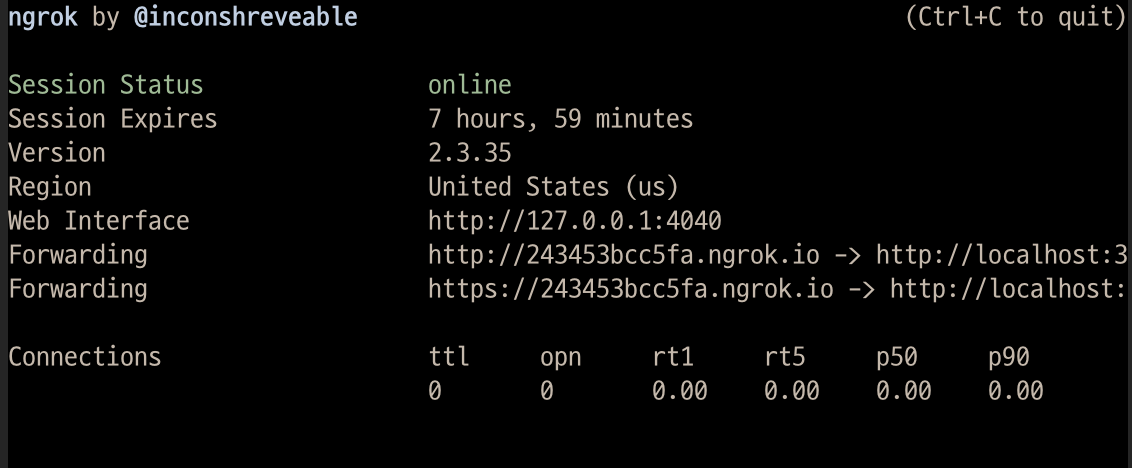 ngrok by @inconshreveable (Ctrl+C to quit)
Session Status online
Session Expires 7 hours, 59 minutes
Version 2.3.35
Region United States (us)
Web Interface http://127.0.0.1:4040
Forwarding http://243453bcc5fa.ngrok.io -> http://localhost:3
Forwarding https://243453bcc5fa.ngrok.io -> http://localhost:
Connections ttl opn rt1 rt5 p50 p90
0 0 0.00 0.00 0.00 0.00